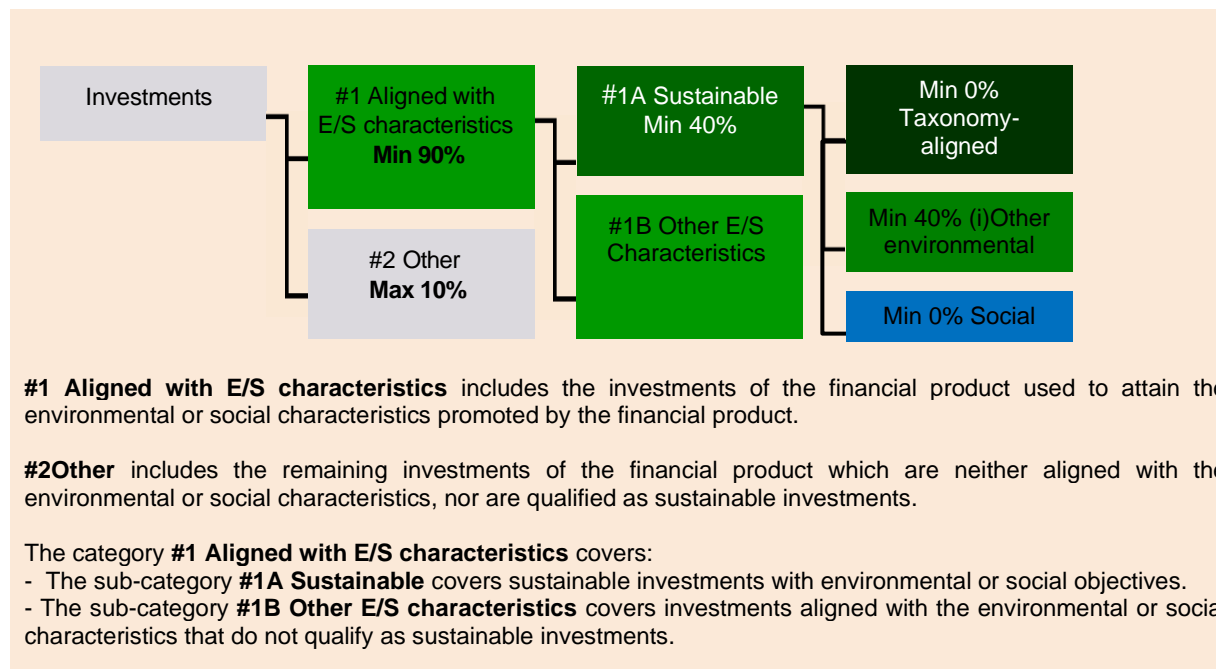 Investments
#1 Aligned with
E/S characteristics
Min 90%
#2 Other
Max 10%
#1A Sustainable
Min 40%
#1B Other E/S
Characteristics
Min 0%
Taxonomy-
aligned
Min 40% (i)Other
environmental
Min 0% Social
#1 Aligned with E/S characteristics includes the investments of the financial product used to attain the
environmental or social characteristics promoted by the financial product.
#2Other includes the remaining investments of the financial product which are neither aligned with the
environmental or social characteristics, nor are qualified as sustainable investments.
The category #1 Aligned with E/S characteristics covers:
- The sub-category #1A Sustainable covers sustainable investments with environmental or social objectives.
- The sub-category #1B Other E/S characteristics covers investments aligned with the environmental or social
characteristics that do not qualify as sustainable investments.